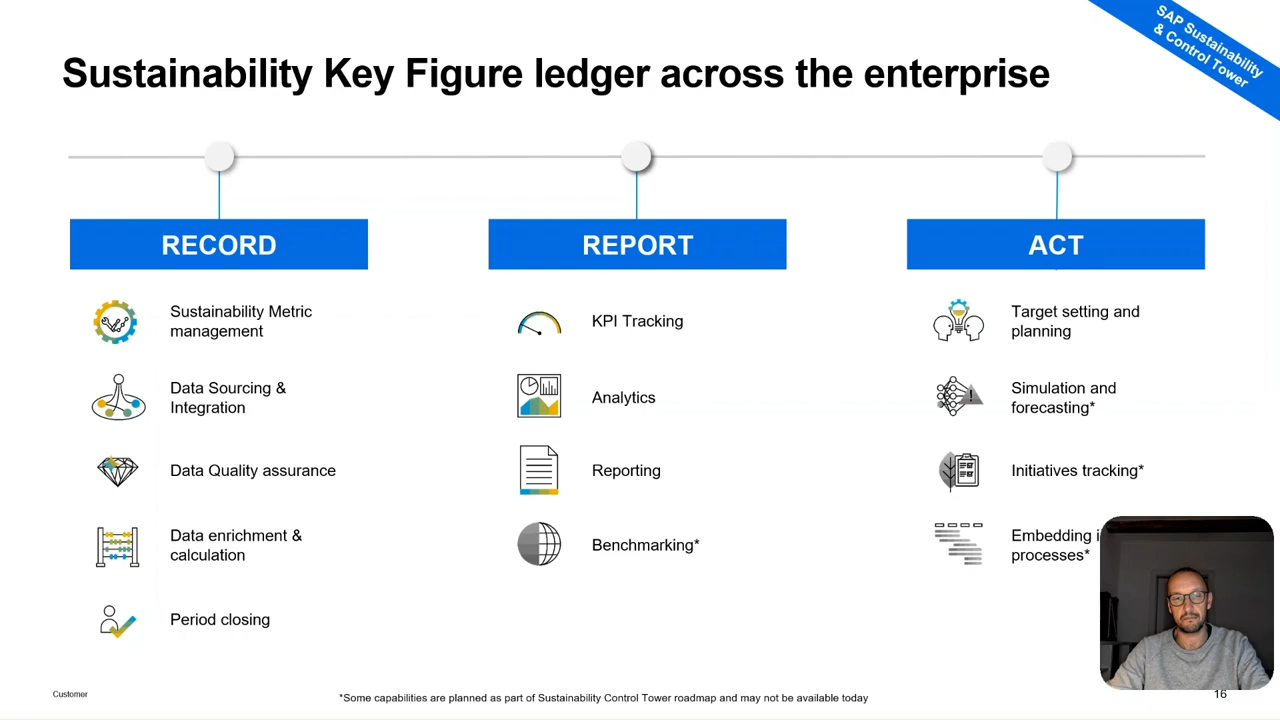 SAP Sustainability
& Control Tower
Sustainability Key Figure ledger across the enterprise
RECORD
Sustainability Metric
management
Data Sourcing &
Integration
Data Quality assurance
Data enrichment &
calculation
Period closing
REPORT
KPI Tracking
Analytics
Reporting
Benchmarking*
ACT
Target setting and
planning
Simulation and
forecasting*
Initiatives tracking*
Embedding
processes*
Customer
*Some capabilities are planned as part of Sustainability Control Tower roadmap and may not be available today
16